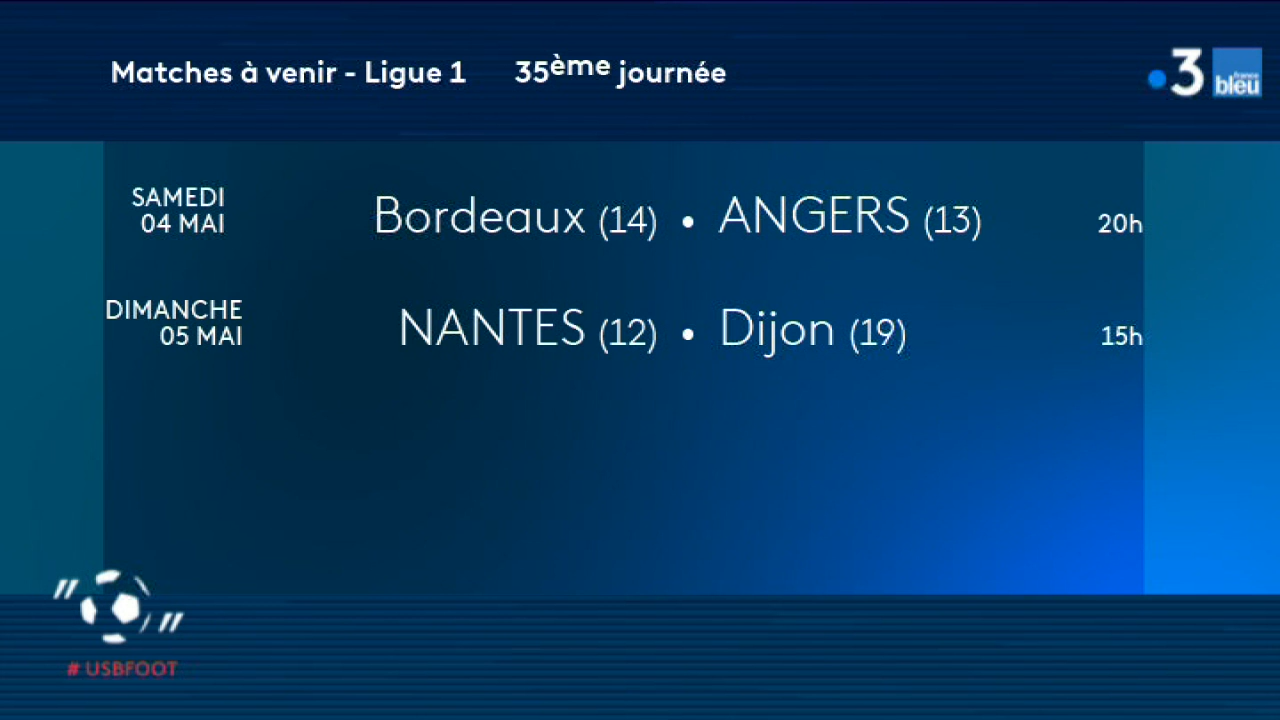 Matches à venir - Ligue 1 35ème journée
3
france
bleu
SAMEDI
04 MAI
Bordeaux (14) • ANGERS (13)
20h
DIMANCHE
05 MAI
NANTES (12) • Dijon (19)
15h
# USBFOOT